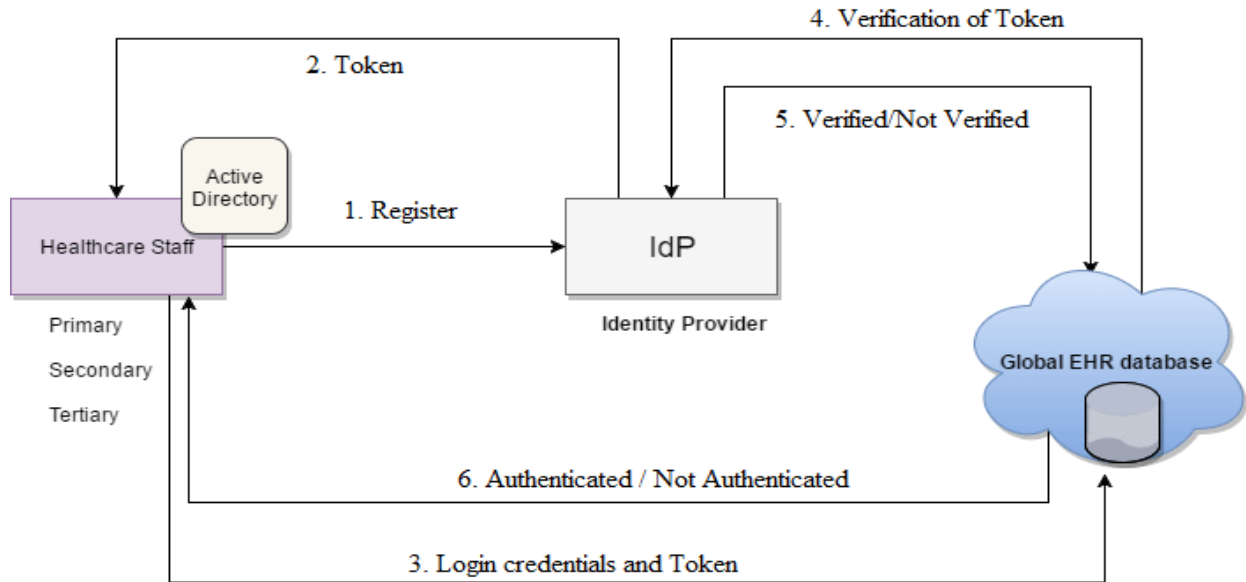 4. Verification of Token
2. Token
5. Verified/Not Verified
Active
Directory
1. Register
Healthcare Staff
IdP
Primary
Secondary
Tertiary
Identity Provider
Global EHR database
6. Authenticated / Not Authenticated
3. Login credentials and Token